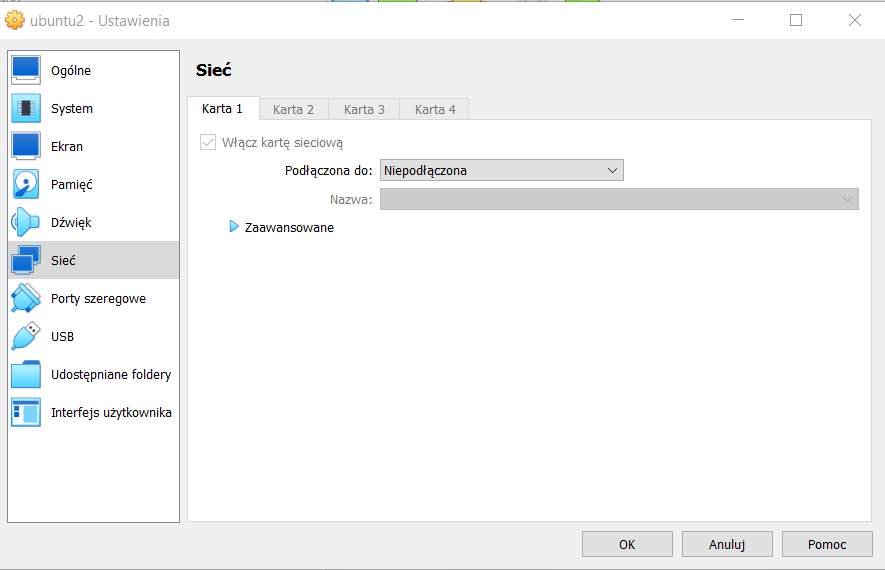 ubuntu2 - Ustawienia
Ogólne
System
Ekran
Pamięć
Dźwięk
Sieć
Porty szeregowe
USB
Udostępniane foldery
Interfejs użytkownika
Sieć
Karta 1 Karta 2 Karta 3 Karta 4
Włącz kartę sieciową
Podłączona do: Niepodłączona
Nazwa:
Zaawansowane
OK Anuluj Pomoc